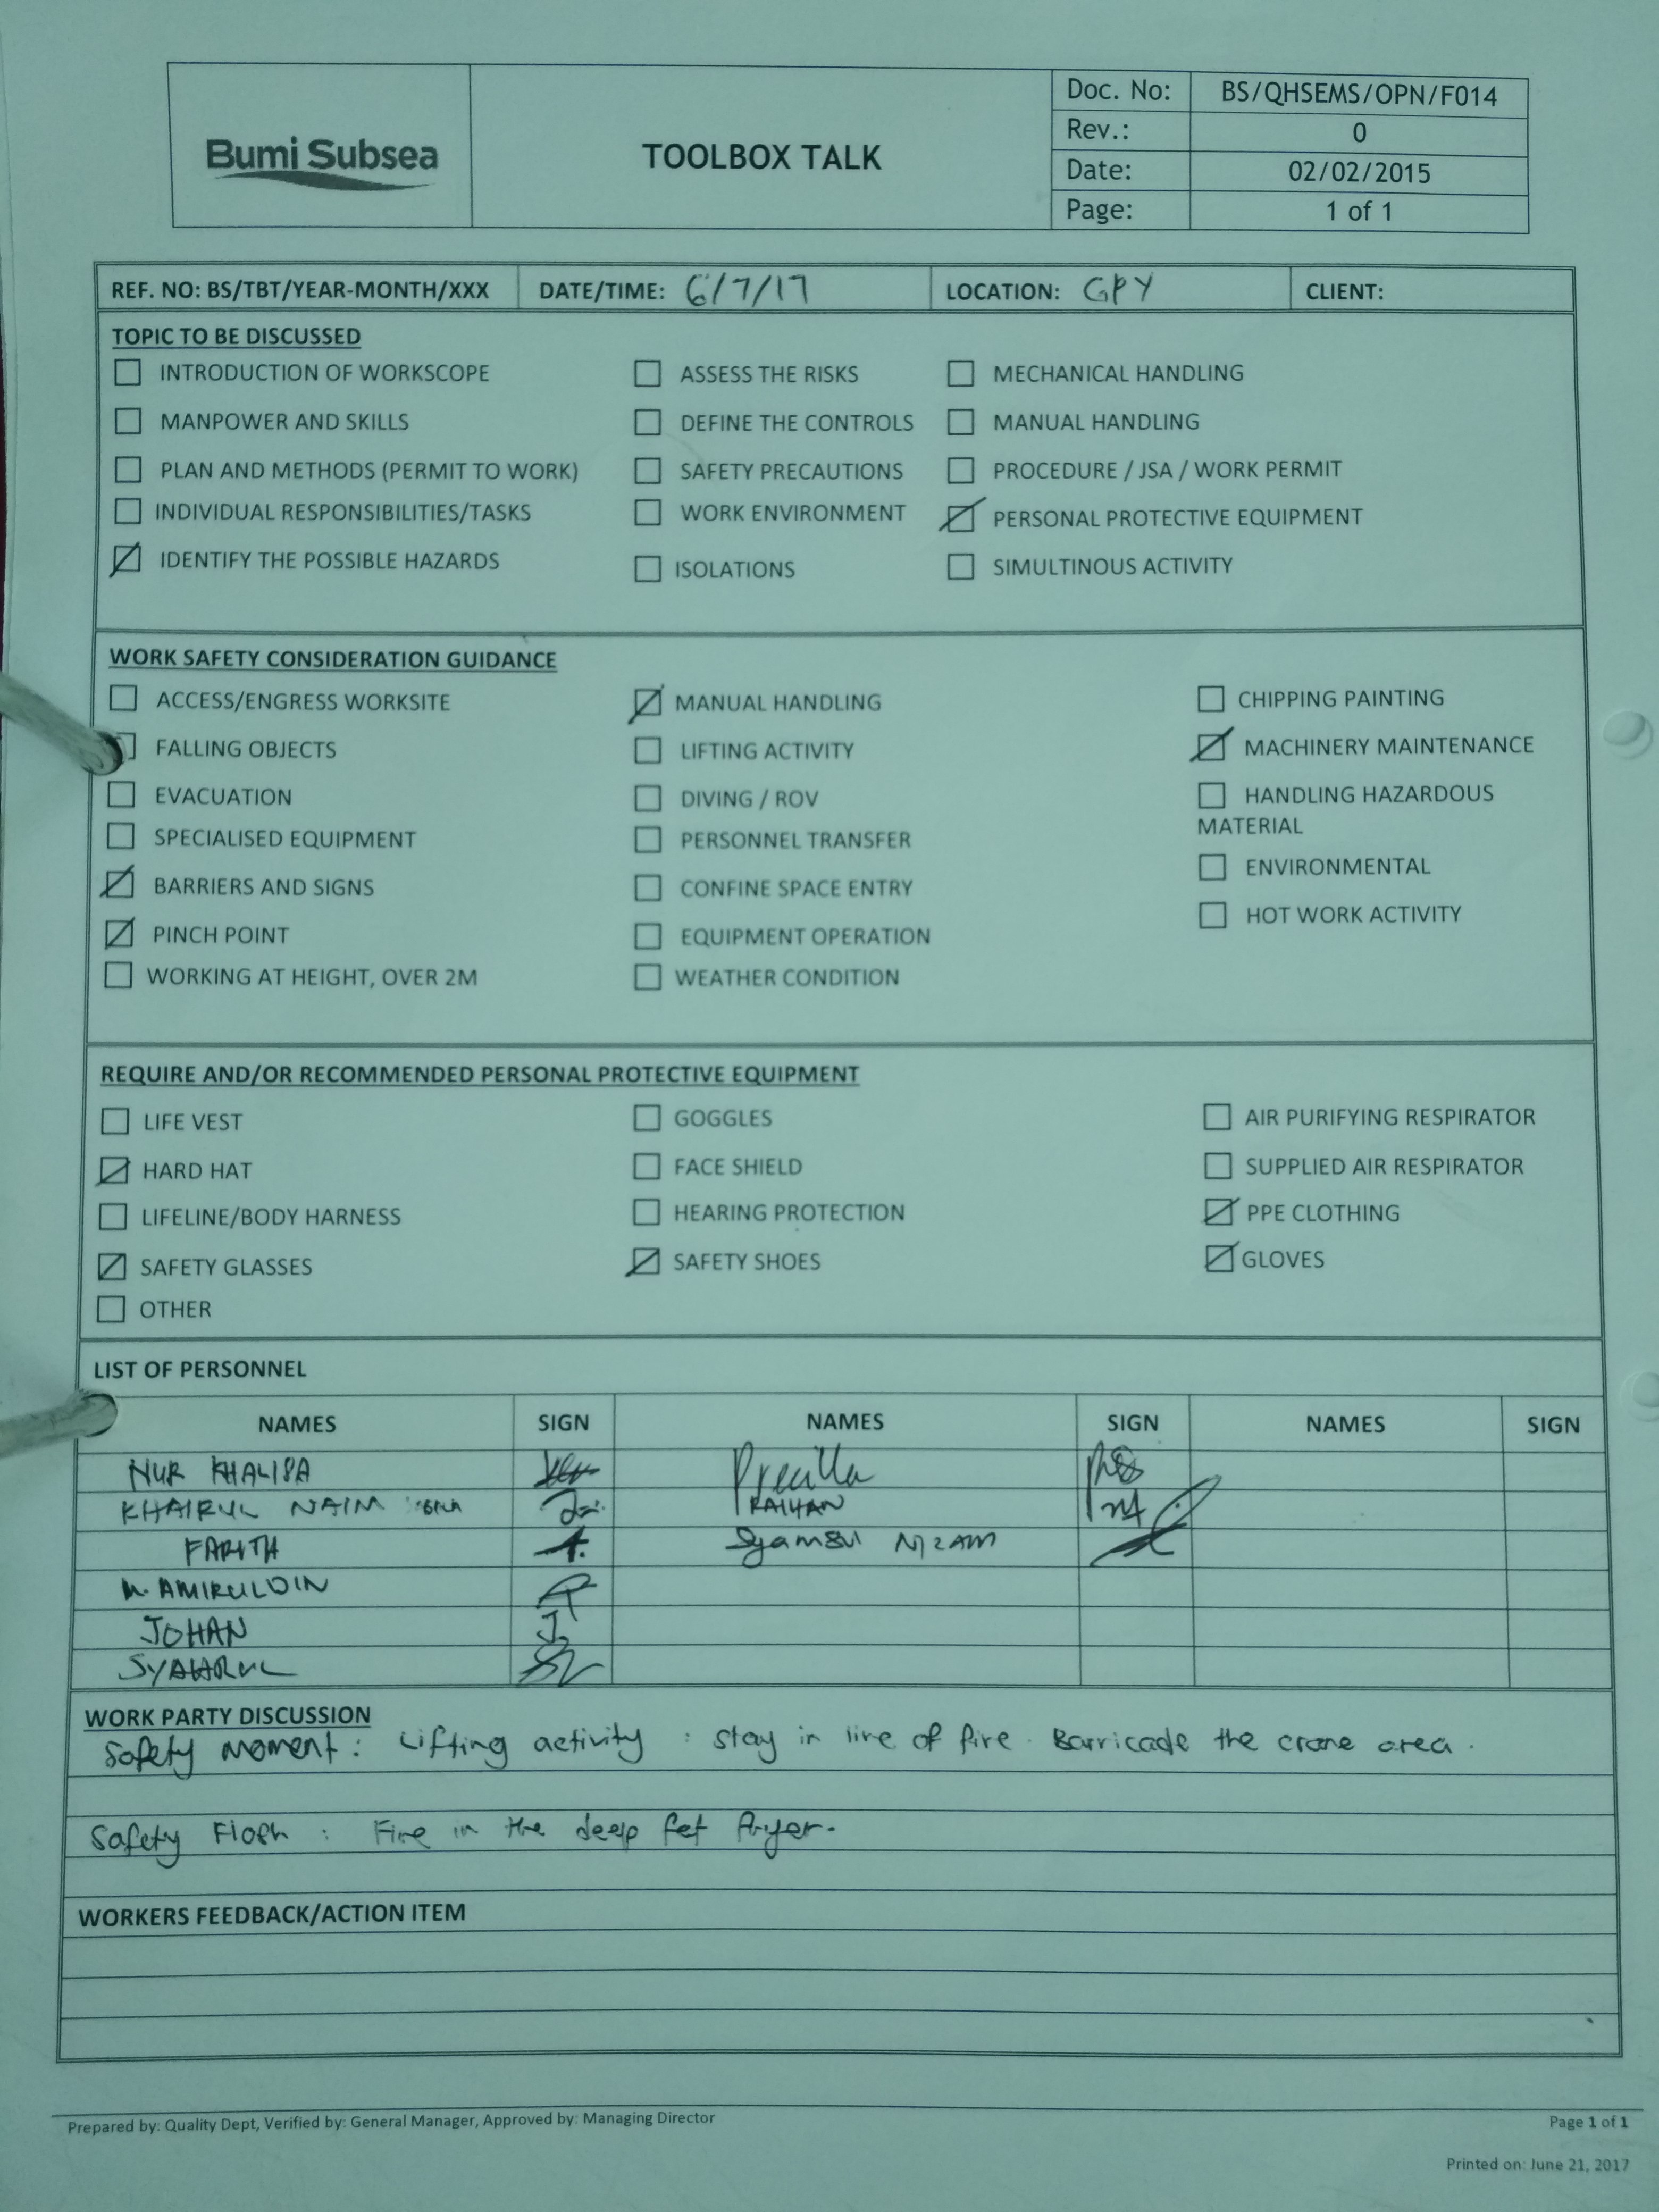 Bumi Subsea
TOOLBOX TALK
Doc. No: BS/QHSEMS/OPN/F014
Rev.: 0
Date: 02/02/2015
Page: 1 of 1
REF. NO: BS/TBT/YEAR-MONTH/XXX DATE/TIME: 6/7/17 LOCATION: GPY CLIENT:
TOPIC TO BE DISCUSSED
INTRODUCTION OF WORKSCOPE ASSESS THE RISKS MECHANICAL HANDLING
MANPOWER AND SKILLS DEFINE THE CONTROLS MANUAL HANDLING
PLAN AND METHODS (PERMIT TO WORK) SAFETY PRECAUTIONS PROCEDURE / JSA / WORK PERMIT
INDIVIDUAL RESPONSIBILITIES/TASKS WORK ENVIRONMENT PERSONAL PROTECTIVE EQUIPMENT
IDENTIFY THE POSSIBLE HAZARDS ISOLATIONS SIMULTINOUS ACTIVITY
WORK SAFETY CONSIDERATION GUIDANCE
ACCESS/ENGRESS WORKSITE MANUAL HANDLING CHIPPING PAINTING
FALLING OBJECTS LIFTING ACTIVITY MACHINERY MAINTENANCE
EVACUATION DIVING / ROV HANDLING HAZARDOUS
MATERIAL
SPECIALISED EQUIPMENT PERSONNEL TRANSFER ENVIRONMENTAL
BARRIERS AND SIGNS CONFINE SPACE ENTRY HOT WORK ACTIVITY
PINCH POINT EQUIPMENT OPERATION
WORKING AT HEIGHT, OVER 2M WEATHER CONDITION
REQUIRE AND/OR RECOMMENDED PERSONAL PROTECTIVE EQUIPMENT
LIFE VEST GOGGLES AIR PURIFYING RESPIRATOR
HARD HAT FACE SHIELD SUPPLIED AIR RESPIRATOR
LIFELINE/BODY HARNESS HEARING PROTECTION PPE CLOTHING
SAFETY GLASSES SAFETY SHOES GLOVES
OTHER
LIST OF PERSONNEL
NAMES SIGN NAMES SIGN NAMES SIGN
NUR KHALISA Precilla
KHAIRUL NAIM RAIHAN
FARITH Syamsul NIZAM
M. AMIRULDIN
JOHAN J.
SYAHRUL
WORK PARTY DISCUSSION
Safety Moment : Lifting activity : stay in line of fire. Barricade the crane area.
Safety Flash : Fire in the deep fat fryer.
WORKERS FEEDBACK/ACTION ITEM
Prepared by: Quality Dept, Verified by: General Manager, Approved by: Managing Director
Page 1 of 1
Printed on: June 21, 2017